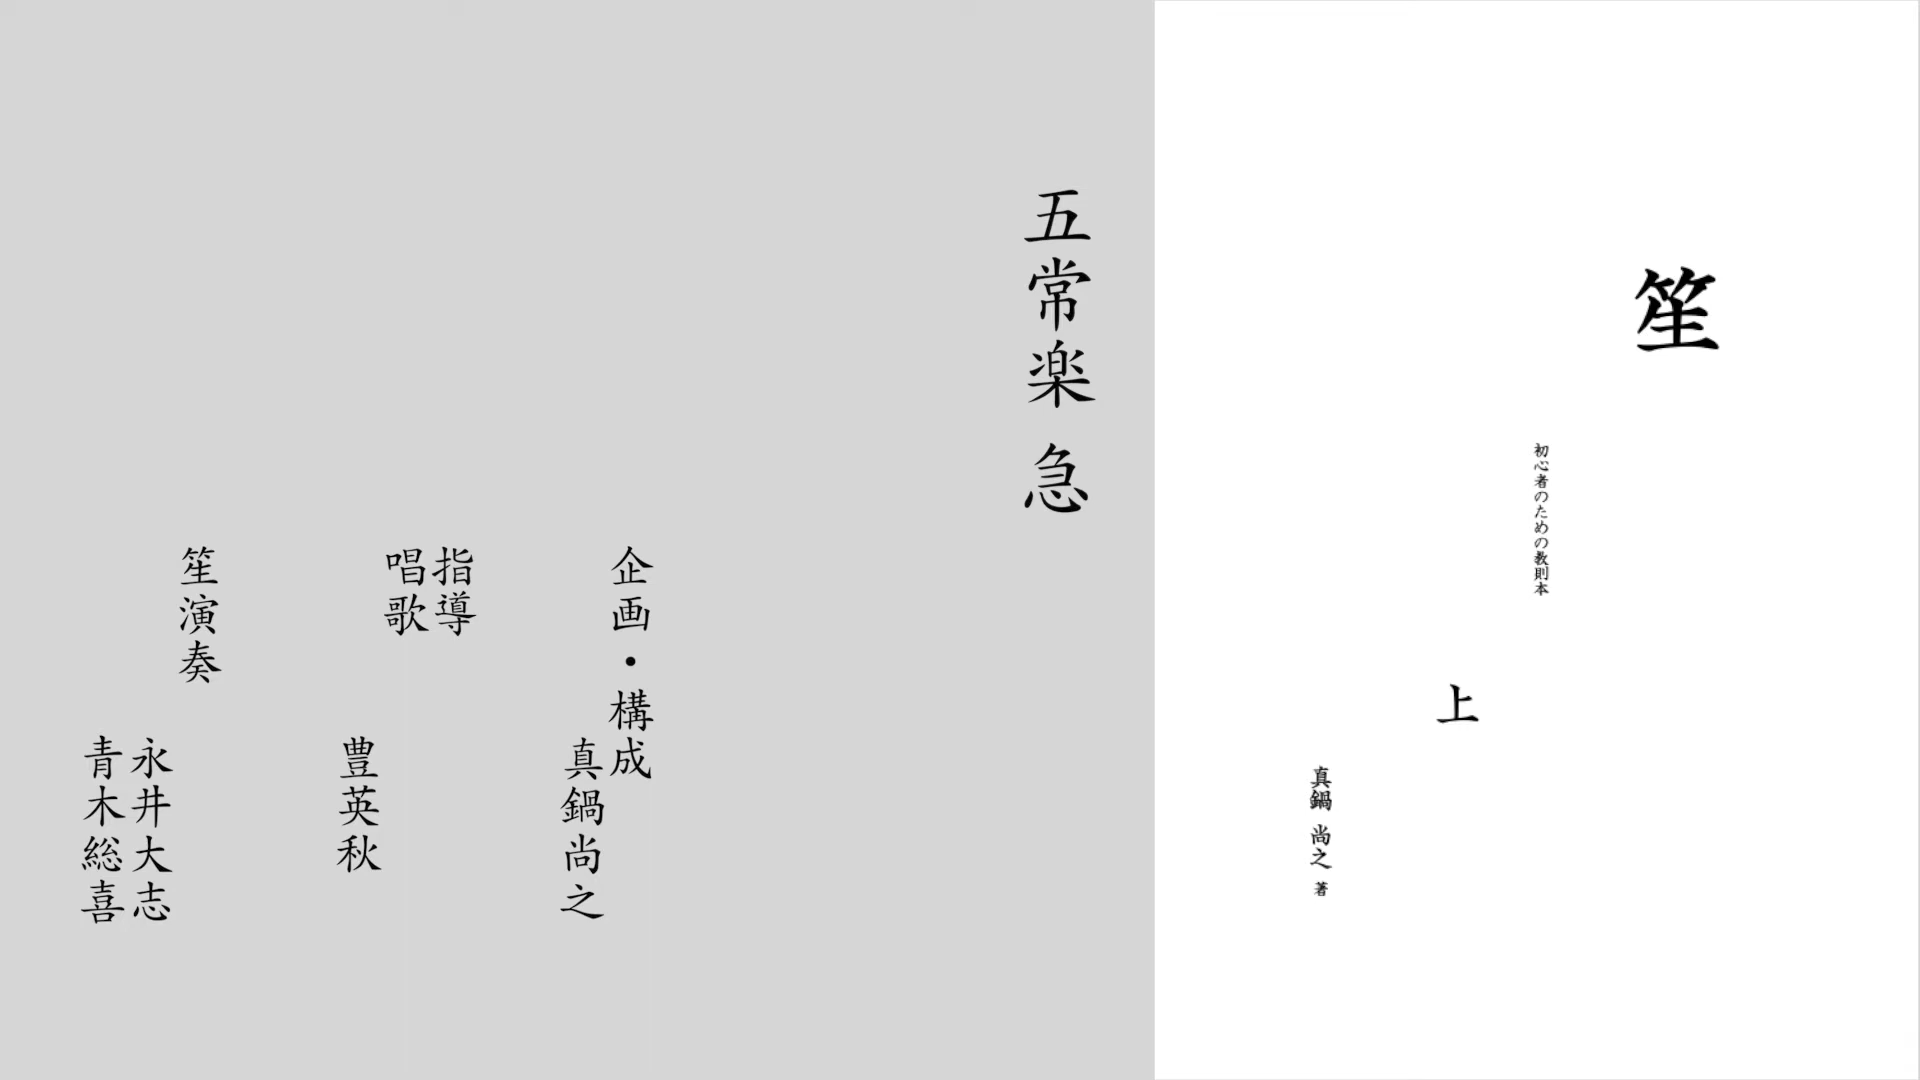 笙
初心者のための教則本
上
真鍋 尚之 著
五常楽 急
企画・構成
真鍋尚之
指導
唱歌
豊英秋
笙演奏
永井大志
青木総喜